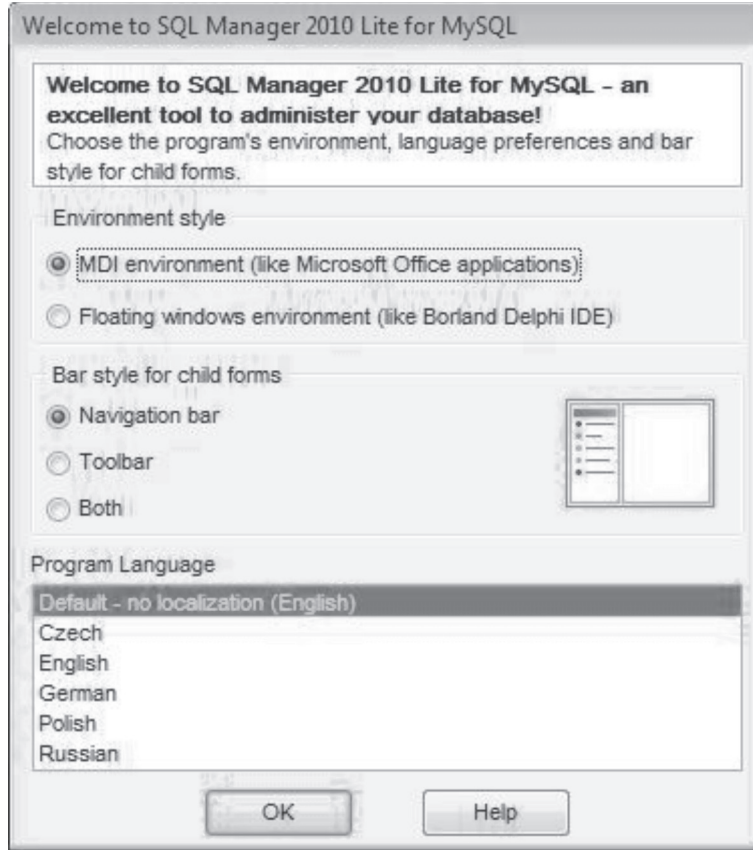 Welcome to SQL Manager 2010 Lite for MySQL
Welcome to SQL Manager 2010 Lite for MySQL - an
excellent tool to administer your database!
Choose the program's environment, language preferences and bar
style for child forms.
Environment style
MDI environment (like Microsoft Office applications)
Floating windows environment (like Borland Delphi IDE)
Bar style for child forms
Navigation bar
Toolbar
Both
Program Language
Default - no localization (English)
Czech
English
German
Polish
Russian
OK
Help